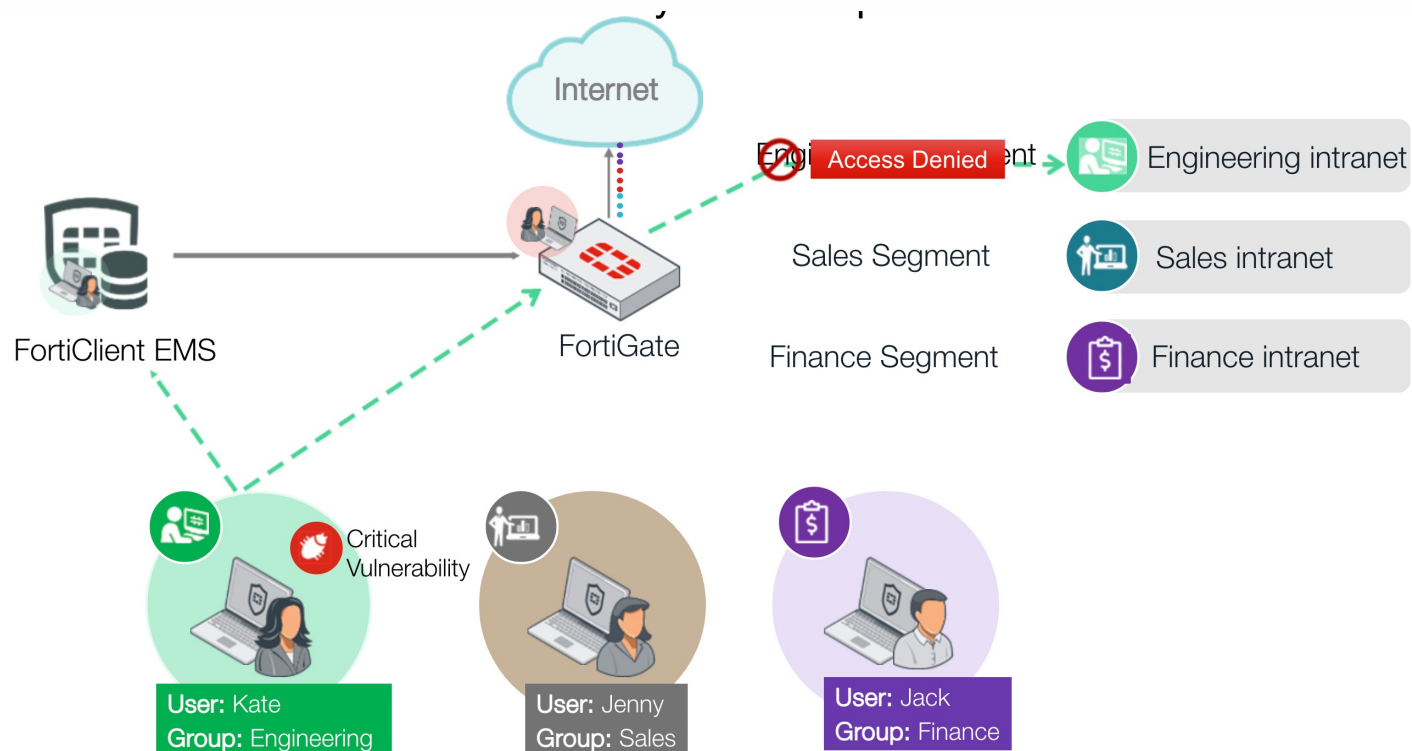 Internet
Access Denied
Engineering intranet
Sales Segment
Sales intranet
FortiClient EMS
FortiGate
Finance Segment
Finance intranet
Critical
Vulnerability
User: Kate
Group: Engineering
User: Jenny
Group: Sales
User: Jack
Group: Finance